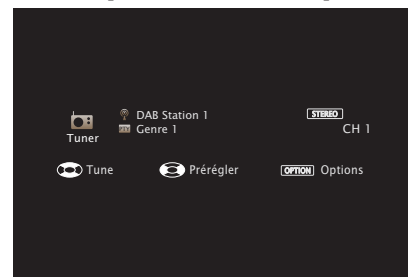 DAB Station 1
STEREO
Genre 1
CH 1
Tuner
Tune
Prérégler
OPTION Options